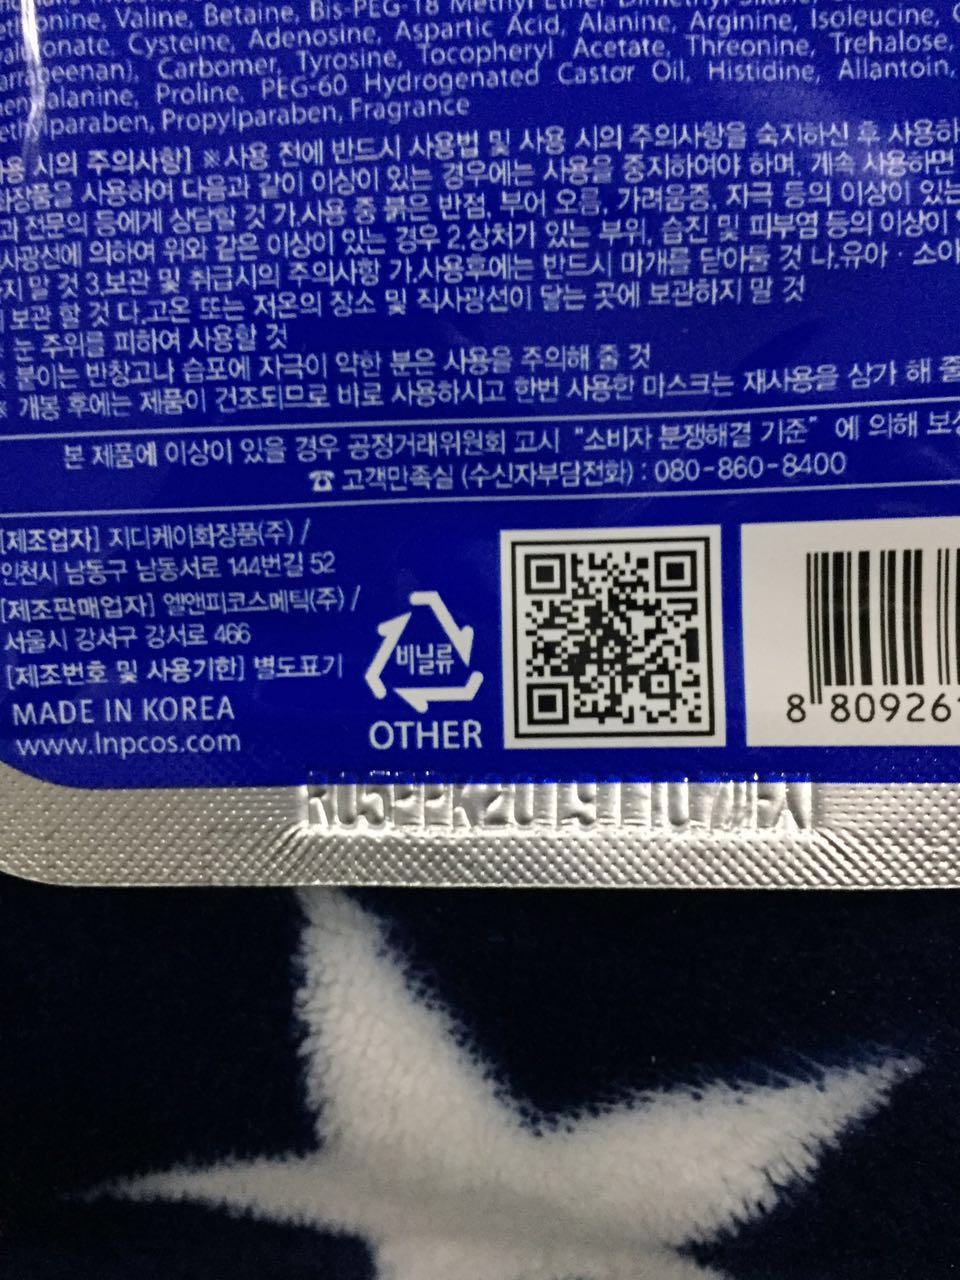 onine, Valine, Betaine, Bis-PEG-18 Methyl Ether Dimethyl Silane,
onate, Cysteine, Adenosine, Aspartic Acid, Alanine, Arginine, Isoleucine,
arrageenan), Carbomer, Tyrosine, Tocopheryl Acetate, Threonine, Trehalose,
enylalanine, Proline, PEG-60 Hydrogenated Castor Oil, Histidine, Allantoin,
ethylparaben, Propylparaben, Fragrance
용 시의 주의사항] ※사용 전에 반드시 사용법 및 사용 시의 주의사항을 숙지하신 후 사용하
화장품을 사용하여 다음과 같이 이상이 있는 경우에는 사용을 중지하여야 하며, 계속 사용하면
과 전문의 등에게 상담할 것 가.사용 중 붉은 반점, 부어 오름, 가려움증, 자극 등의 이상이 있는
사광선에 의하여 위와 같은 이상이 있는 경우 2.상처가 있는 부위, 습진 및 피부염 등의 이상이
지 말 것 3.보관 및 취급시의 주의사항 가.사용후에는 반드시 마개를 닫아둘 것 나.유아 · 소아
보관 할 것 다.고온 또는 저온의 장소 및 직사광선이 닿는 곳에 보관하지 말 것
눈 주위를 피하여 사용할 것
※ 붙이는 반창고나 습포에 자극이 약한 분은 사용을 주의해 줄 것
※ 개봉 후에는 제품이 건조되므로 바로 사용하시고 한번 사용한 마스크는 재사용을 삼가 해 줄
본 제품에 이상이 있을 경우 공정거래위원회 고시 "소비자 분쟁해결 기준" 에 의해 보상
☎ 고객만족실 (수신자부담전화) : 080-860-8400
[제조업자] 지디케이화장품(주) /
인천시 남동구 남동서로 144번길 52
[제조판매업자] 엘앤피코스메틱(주) /
서울시 강서구 강서로 466
[제조번호 및 사용기한] 별도표기
MADE IN KOREA
www.lnpcos.com
비닐류
OTHER
8 80926